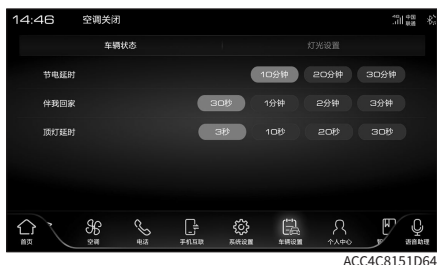 14:46 空调关闭 4G 中国联通
车辆状态 灯光设置
节电延时 10分钟 20分钟 30分钟
伴我回家 30秒 1分钟 2分钟 3分钟
顶灯延时 3秒 10秒 20秒 30秒
首页 空调 电话 手机互联 系统设置 车辆设置 个人中心 语音助理
ACC4C8151D64